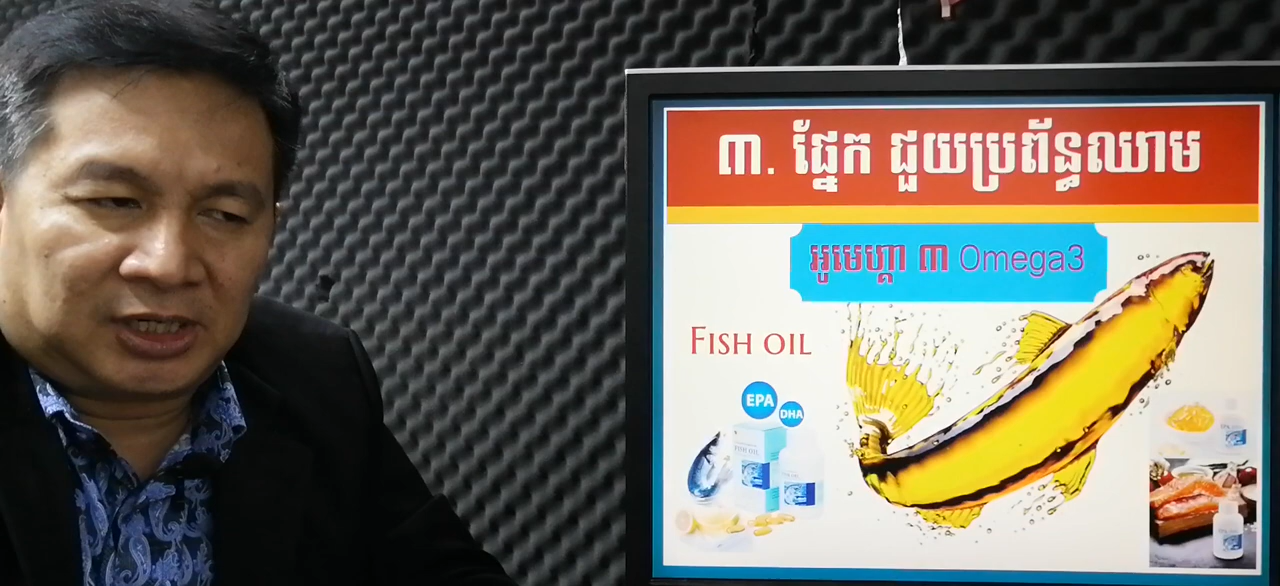 ៣. ផ្នែក ជួយប្រព័ន្ធឈាម
អូមេហ្គា ៣ Omega3
FISH OIL
EPA
DHA
FISH OIL